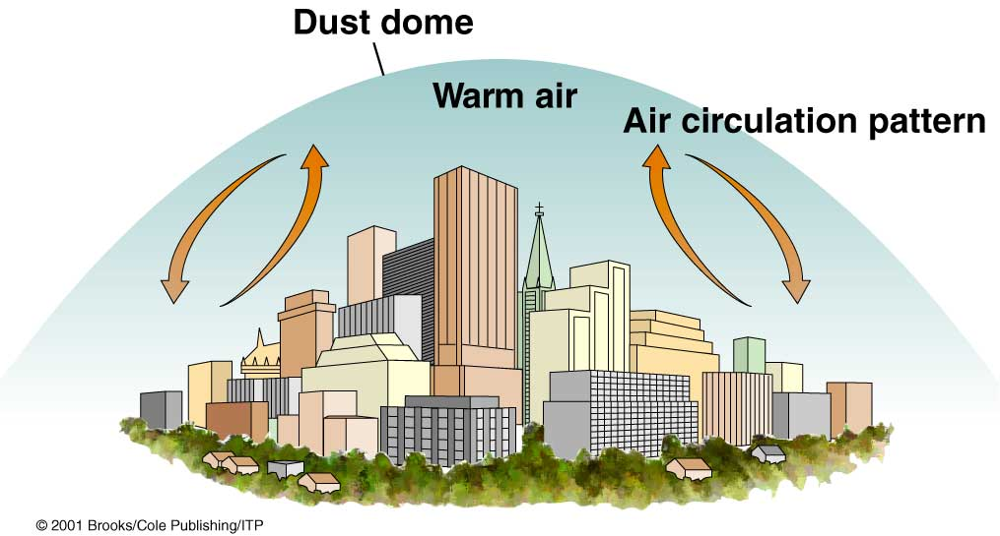 Dust dome
Warm air
Air circulation pattern
© 2001 Brooks/Cole Publishing/ITP